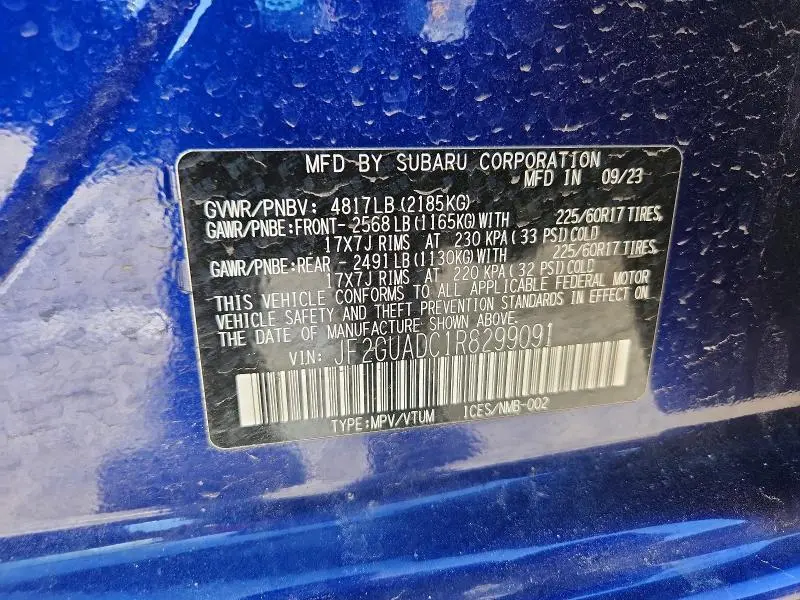 MFD BY SUBARU CORPORATION
MFD IN 09/23
GVWR/PNBV: 4817LB (2185KG)
GAWR/PNBE:FRONT- 2568LB (1165KG) WITH 225/60R17 TIRES,
17X7J RIMS AT 230 KPA (33 PSI) COLD
GAWR/PNBE:REAR - 2491LB (1130KG) WITH 225/60R17 TIRES,
17X7J RIMS AT 220 KPA (32 PSI) COLD
THIS VEHICLE CONFORMS TO ALL APPLICABLE FEDERAL MOTOR
VEHICLE SAFETY AND THEFT PREVENTION STANDARDS IN EFFECT ON
THE DATE OF MANUFACTURE SHOWN ABOVE.
VIN: JF2GUADC1R8299091
TYPE:MPV/VTUM ICES/NMB-002